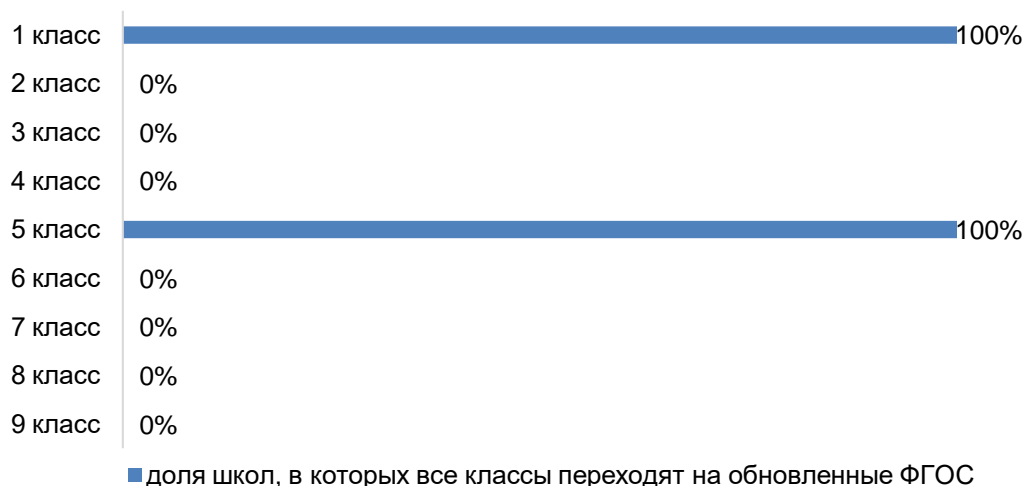 1 класс 100%
2 класс 0%
3 класс 0%
4 класс 0%
5 класс 100%
6 класс 0%
7 класс 0%
8 класс 0%
9 класс 0%
доля школ, в которых все классы переходят на обновленные ФГОС